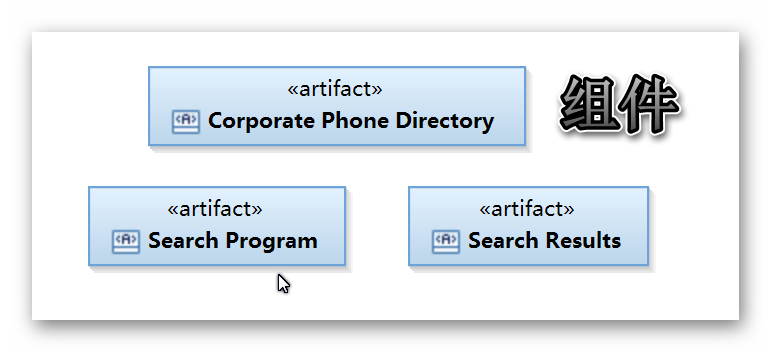 «artifact»
Corporate Phone Directory
组件
«artifact»
Search Program
«artifact»
Search Results